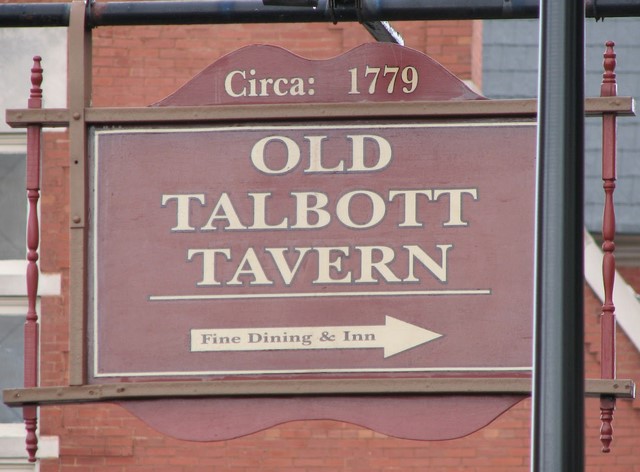 Circa: 1779
OLD
TALBOTT
TAVERN
Fine Dining & Inn